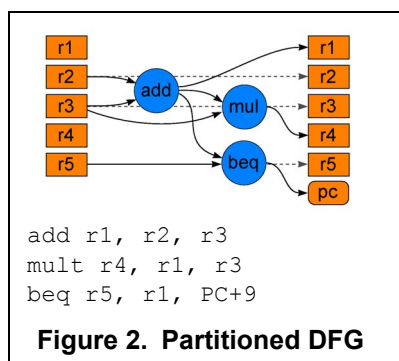 r1
r1
r2
add
r2
r3
mul
r3
r4
r4
r5
beq
r5
pc
add r1, r2, r3
mult r4, r1, r3
beq r5, r1, PC+9
Figure 2. Partitioned DFG